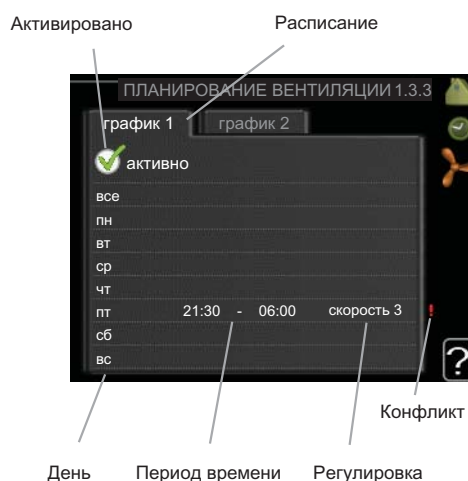 Активировано Расписание
ПЛАНИРОВАНИЕ ВЕНТИЛЯЦИИ 1.3.3
график 1 график 2
активно
все
пн
вт
ср
чт
пт 21:30 - 06:00 скорость 3 !
сб
вс
?
Конфликт
День Период времени Регулировка